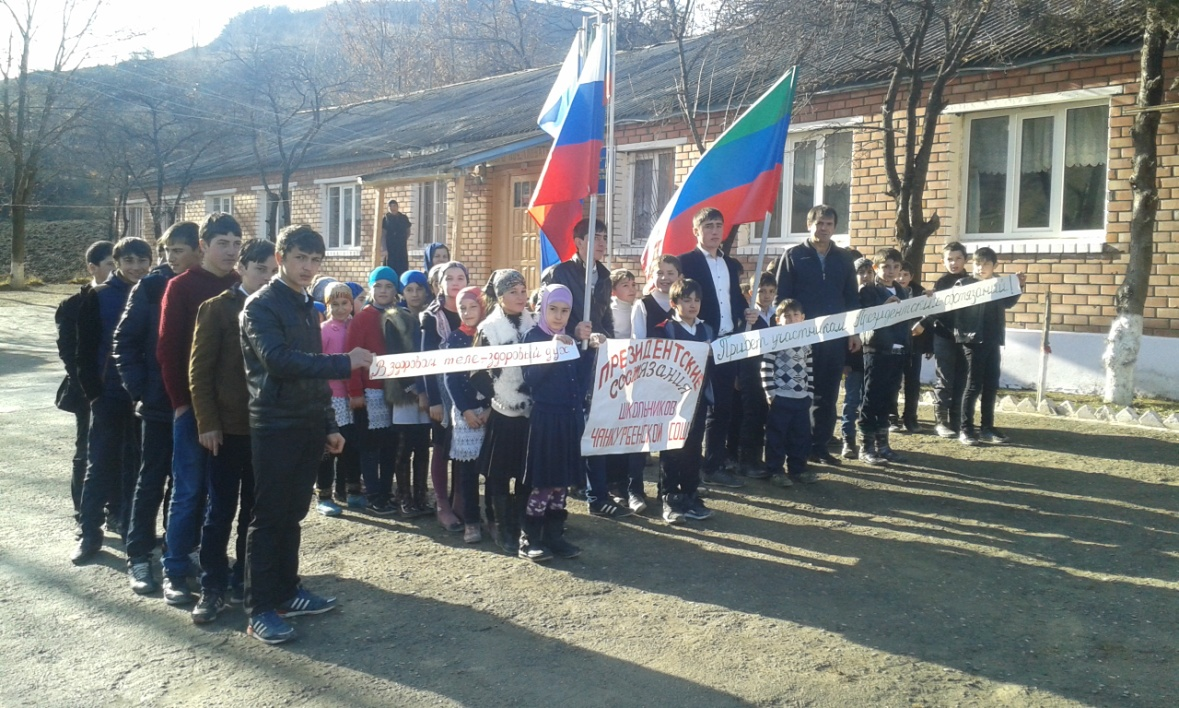 В здоровом теле - здоровый дух
ПРЕЗИДЕНТСКИЕ
СОСТЯЗАНИЯ
ШКОЛЬНИКОВ
ЧАНКУРБЕНСКОЙ СОШ
Привет участникам Президентских состязаний